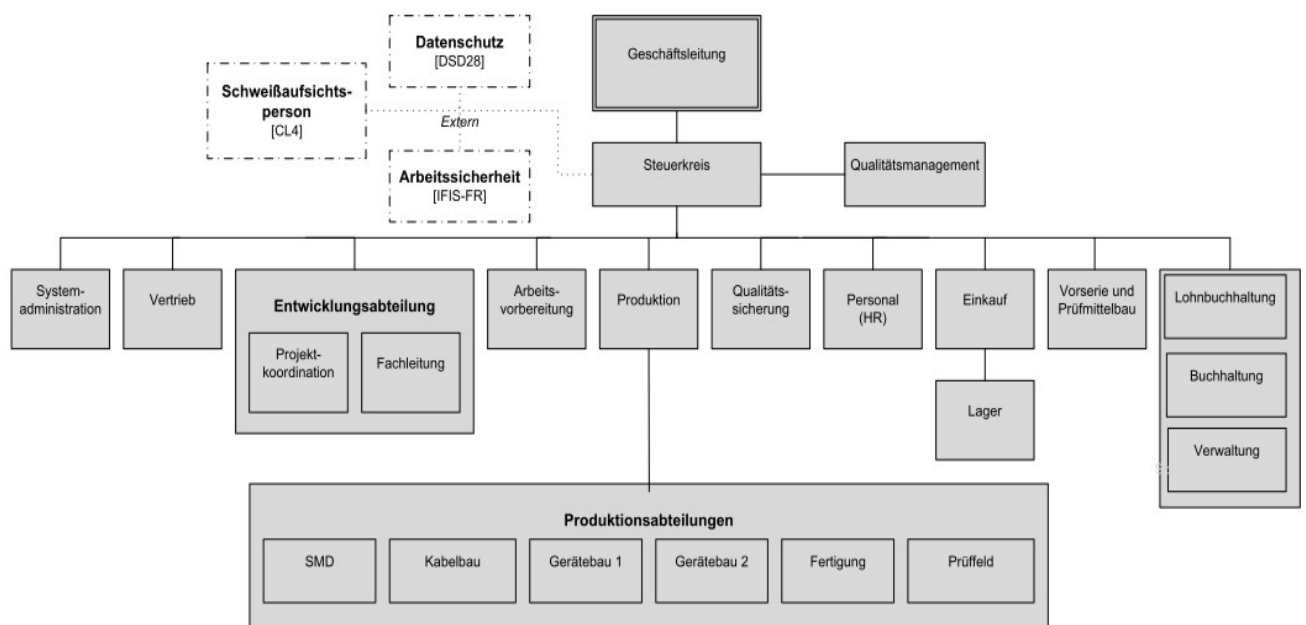 Datenschutz
[DSD28]
Geschäftsleitung
Schweißaufsichts-
person
[CL4]
Extern
Arbeitssicherheit
[IFIS-FR]
Steuerkreis
Qualitätsmanagement
System-
administration
Vertrieb
Entwicklungsabteilung
Projekt-
koordination
Fachleitung
Arbeits-
vorbereitung
Produktion
Qualitäts-
sicherung
Personal
(HR)
Einkauf
Vorserie und
Prüfmittelbau
Lohnbuchhaltung
Buchhaltung
Verwaltung
Lager
Produktionsabteilungen
SMD
Kabelbau
Gerätebau 1
Gerätebau 2
Fertigung
Prüffeld